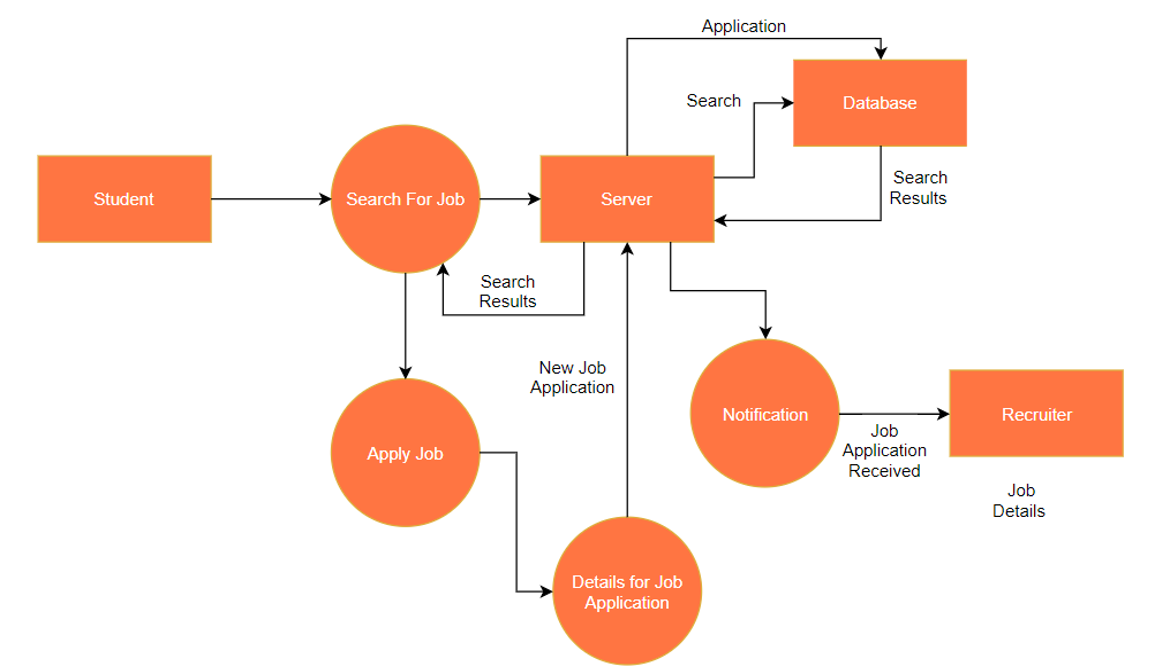 Application
Search
Database
Search
Results
Student
Search For Job
Server
Search
Results
New Job
Application
Notification
Recruiter
Job
Application
Received
Apply Job
Job
Details
Details for Job
Application